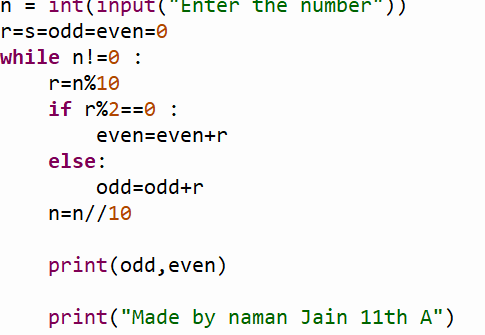 n = int(input("Enter the number"))
r=s=odd=even=0
while n!=0 :
    r=n%10
    if r%2==0 :
        even=even+r
    else:
        odd=odd+r
    n=n//10
    print(odd,even)
    print("Made by naman Jain 11th A")